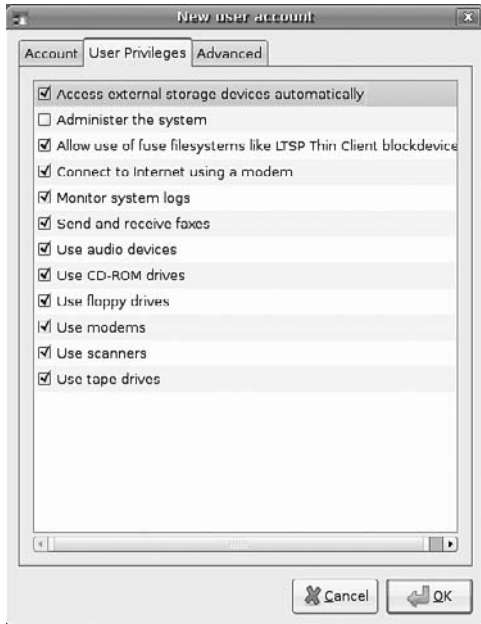 New user account
Account User Privileges Advanced
Access external storage devices automatically
Administer the system
Allow use of fuse filesystems like LTSP Thin Client blockdevice
Connect to Internet using a modem
Monitor system logs
Send and receive faxes
Use audio devices
Use CD-ROM drives
Use floppy drives
Use modems
Use scanners
Use tape drives
Cancel OK